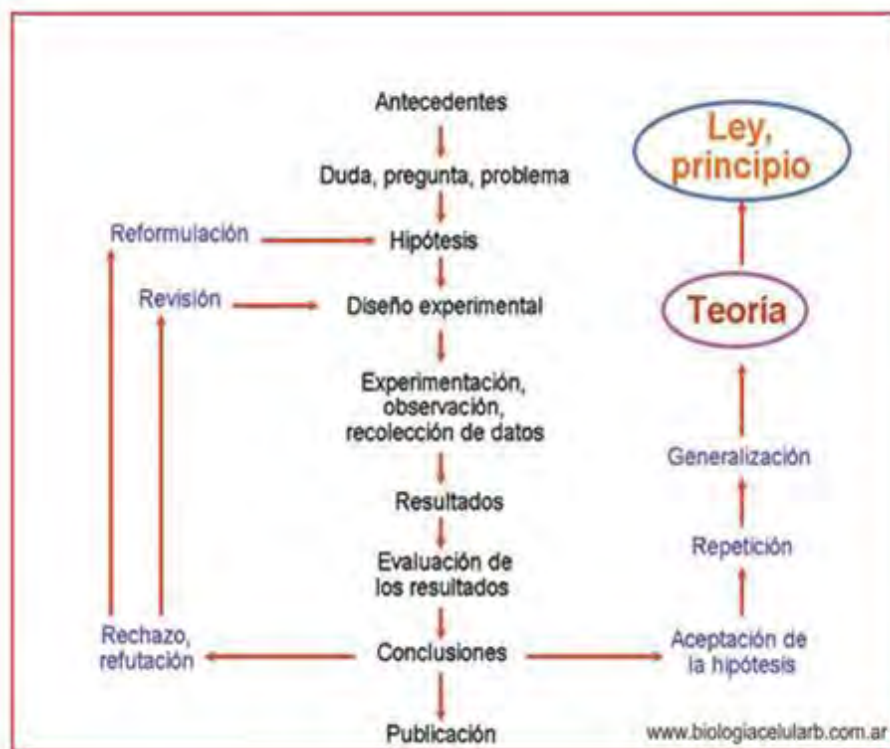 Antecedentes
Duda, pregunta, problema
Hipótesis
Diseño experimental
Experimentación,
observación,
recolección de datos
Resultados
Evaluación de
los resultados
Conclusiones
Publicación
Reformulación
Revisión
Rechazo,
refutación
Ley,
principio
Teoría
Generalización
Repetición
Aceptación de
la hipótesis
www.biologiacelularb.com.ar